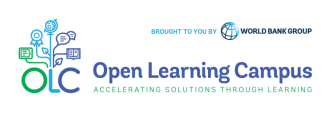 BROUGHT TO YOU BY WORLD BANK GROUP
OLC Open Learning Campus
ACCELERATING SOLUTIONS THROUGH LEARNING